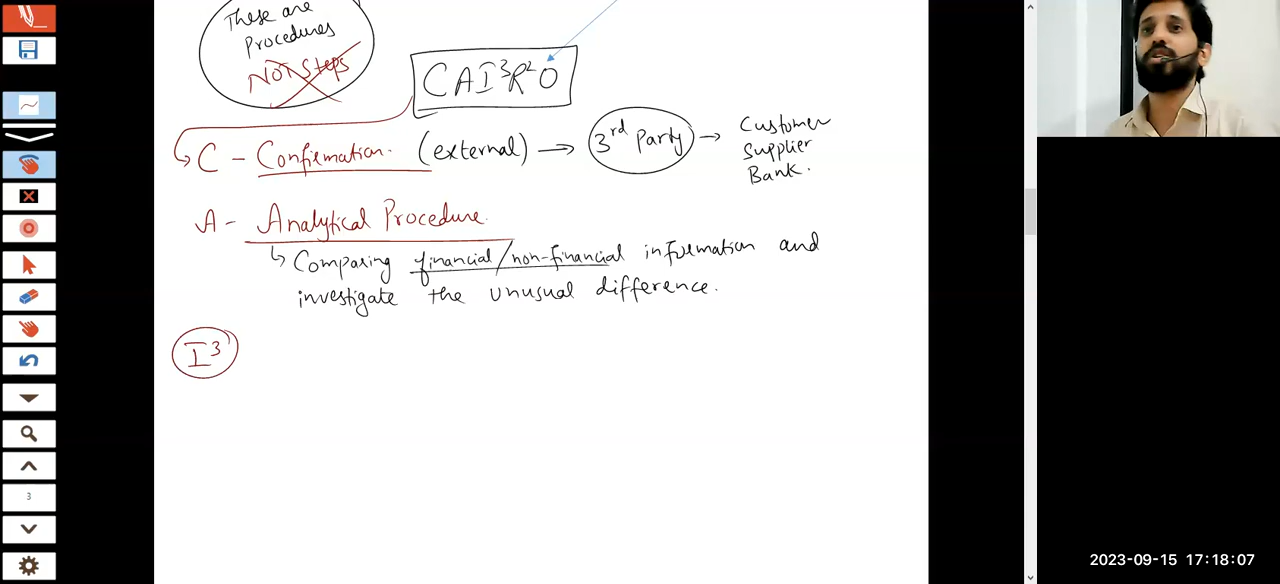 These are
Procedures
NOT Steps
CAI³R²O
C - Confirmation. (external) → 3rd Party → Customer
Supplier
Bank.
A - Analytical Procedure.
↳ Comparing financial/non-financial information and
investigate the unusual difference.
I³
3
2023-09-15 17:18:07